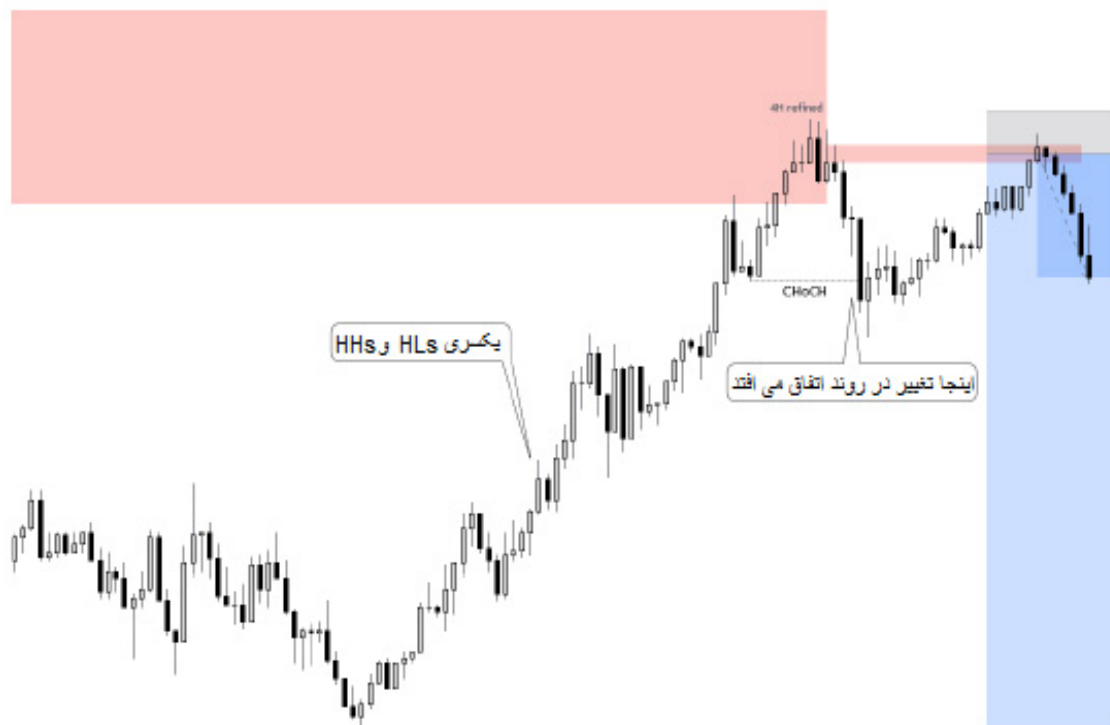 4H refined
CHoCH
یکسری HLs و HHs
اینجا تغییر در روند اتفاق می افتد